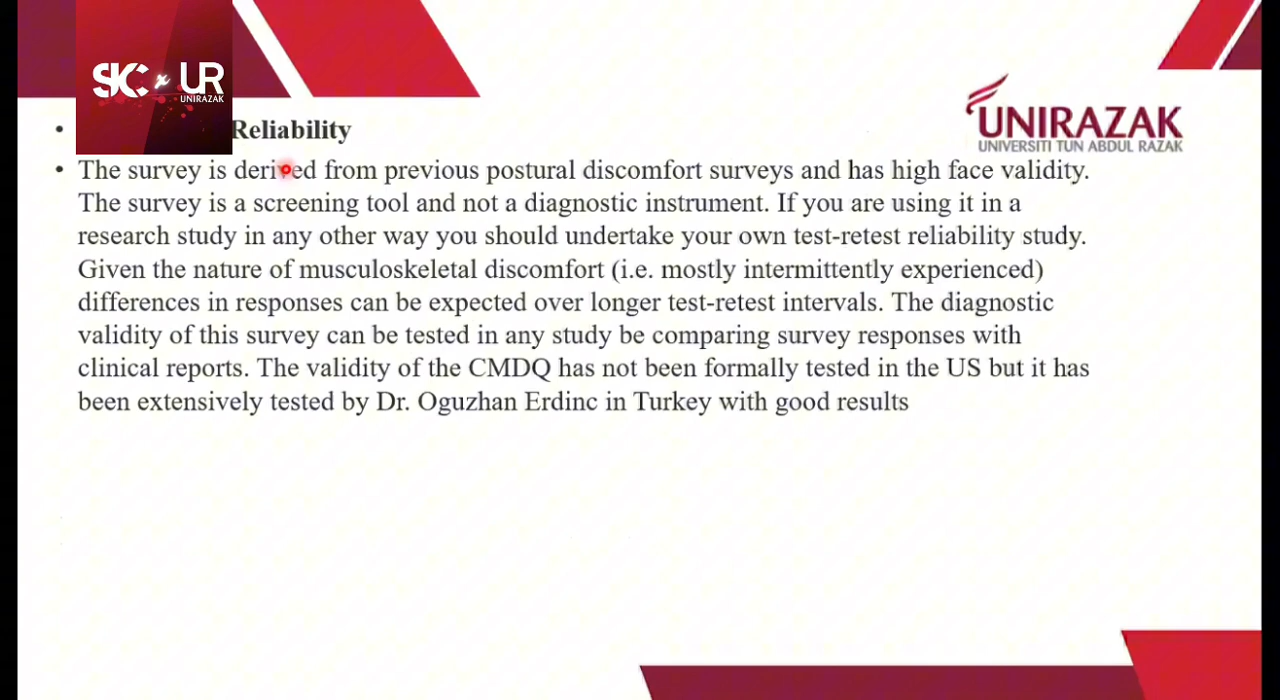 SIC x UR
UNIRAZAK
UNIRAZAK
UNIVERSITI TUN ABDUL RAZAK
• Reliability
• The survey is derived from previous postural discomfort surveys and has high face validity.
The survey is a screening tool and not a diagnostic instrument. If you are using it in a
research study in any other way you should undertake your own test-retest reliability study.
Given the nature of musculoskeletal discomfort (i.e. mostly intermittently experienced)
differences in responses can be expected over longer test-retest intervals. The diagnostic
validity of this survey can be tested in any study be comparing survey responses with
clinical reports. The validity of the CMDQ has not been formally tested in the US but it has
been extensively tested by Dr. Oguzhan Erdinc in Turkey with good results